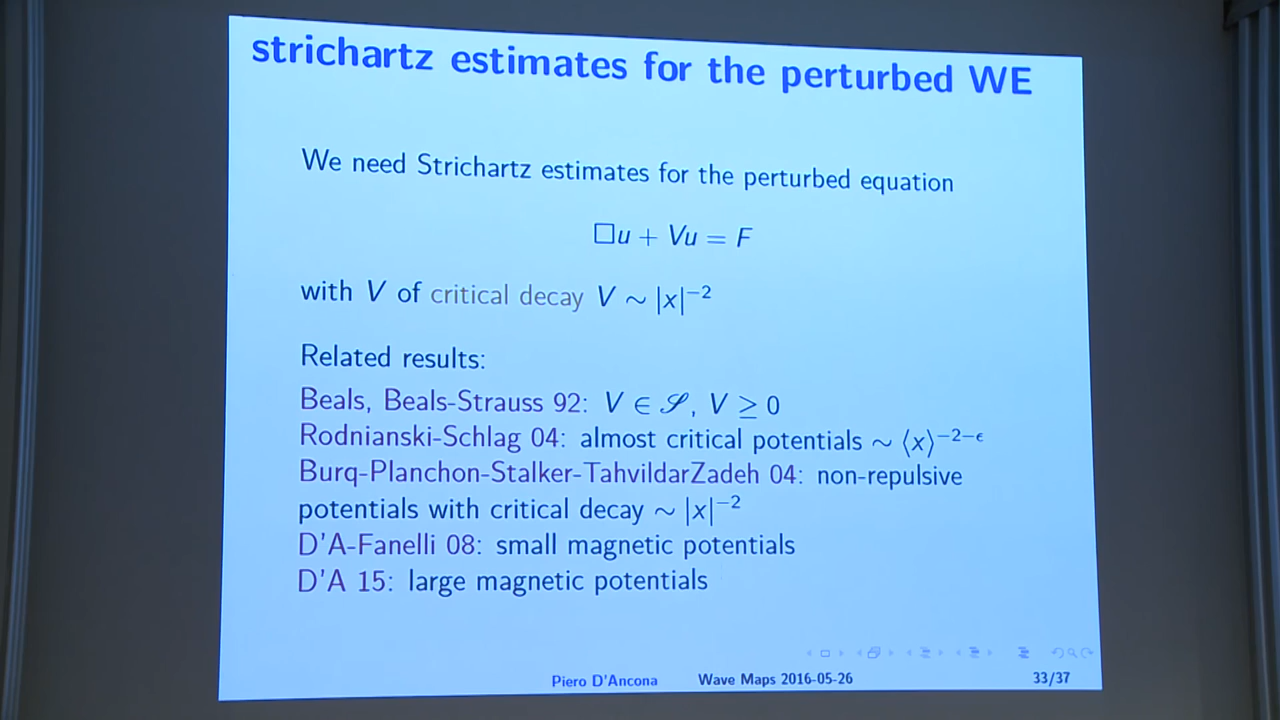 strichartz estimates for the perturbed WE
We need Strichartz estimates for the perturbed equation
□u + Vu = F
with V of critical decay V ∼ |x|⁻²
Related results:
Beals, Beals-Strauss 92: V ∈ 𝒮, V ≥ 0
Rodnianski-Schlag 04: almost critical potentials ∼ ⟨x⟩⁻²⁻ᵋ
Burq-Planchon-Stalker-TahvildarZadeh 04: non-repulsive
potentials with critical decay ∼ |x|⁻²
D'A-Fanelli 08: small magnetic potentials
D'A 15: large magnetic potentials
Piero D'Ancona Wave Maps 2016-05-26 33/37